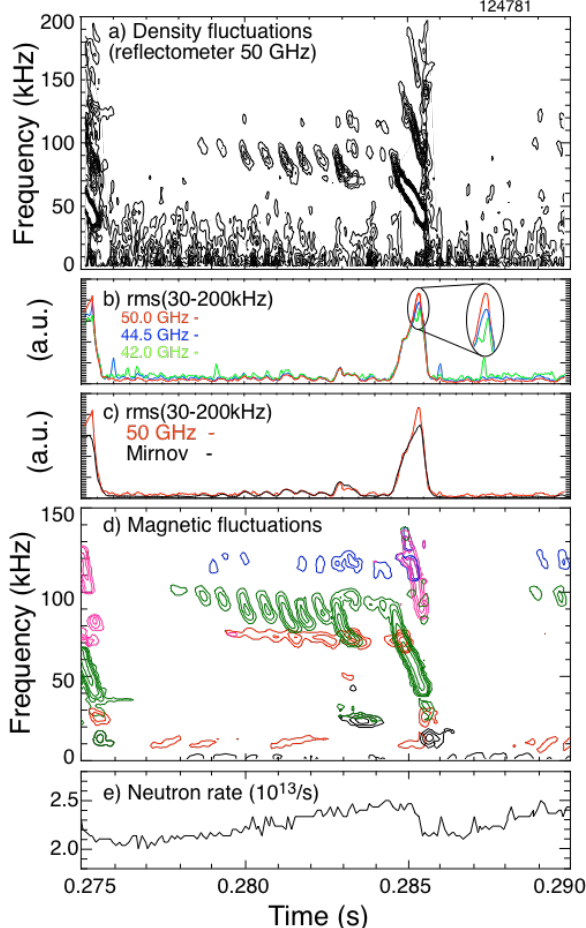 124781
200
a) Density fluctuations
(reflectometer 50 GHz)
150
100
50
0
Frequency (kHz)
b) rms(30-200kHz)
50.0 GHz -
44.5 GHz -
42.0 GHz -
(a.u.)
c) rms(30-200kHz)
50 GHz -
Mirnov -
(a.u.)
150
d) Magnetic fluctuations
100
50
0
Frequency (kHz)
e) Neutron rate (10¹³/s)
2.5
2.0
0.275 0.280 0.285 0.290
Time (s)